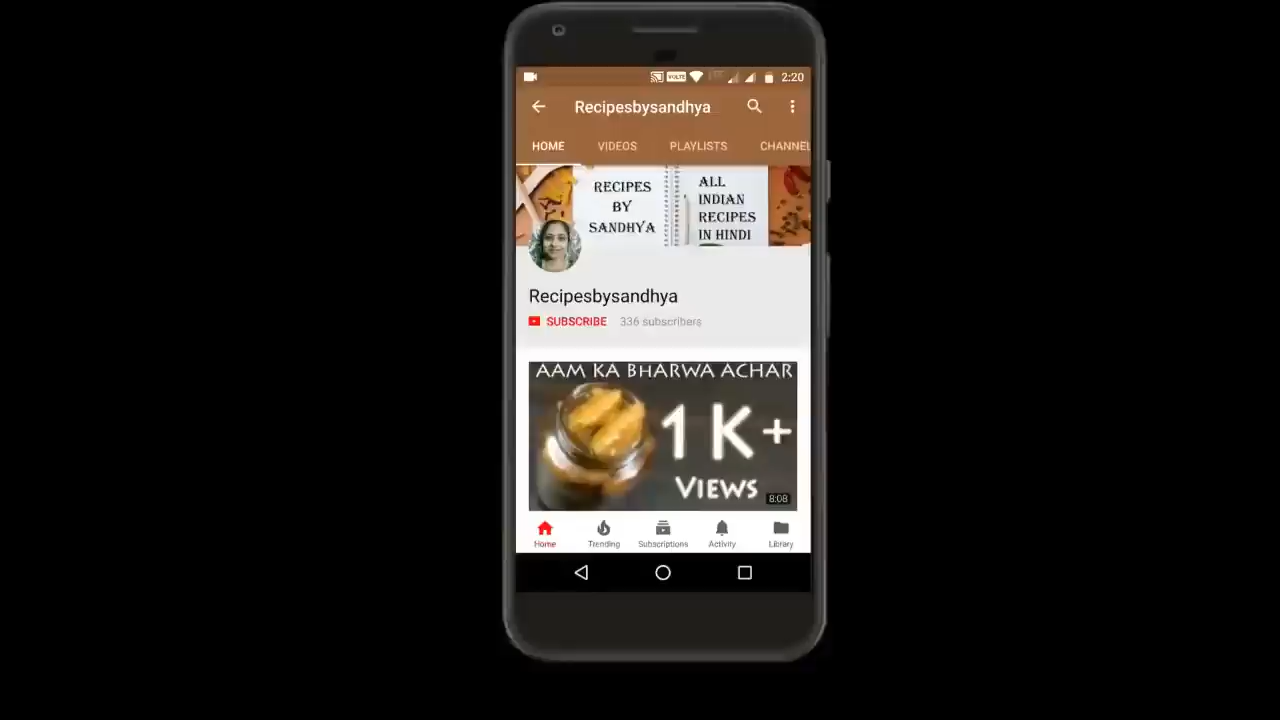 VOLTE 2:20
Recipesbysandhya
HOME VIDEOS PLAYLISTS CHANNEL
RECIPES
BY
SANDHYA
ALL
INDIAN
RECIPES
IN HINDI
Recipesbysandhya
SUBSCRIBE 336 subscribers
AAM KA BHARWA ACHAR
1K+
VIEWS
8:08
Home Trending Subscriptions Activity Library